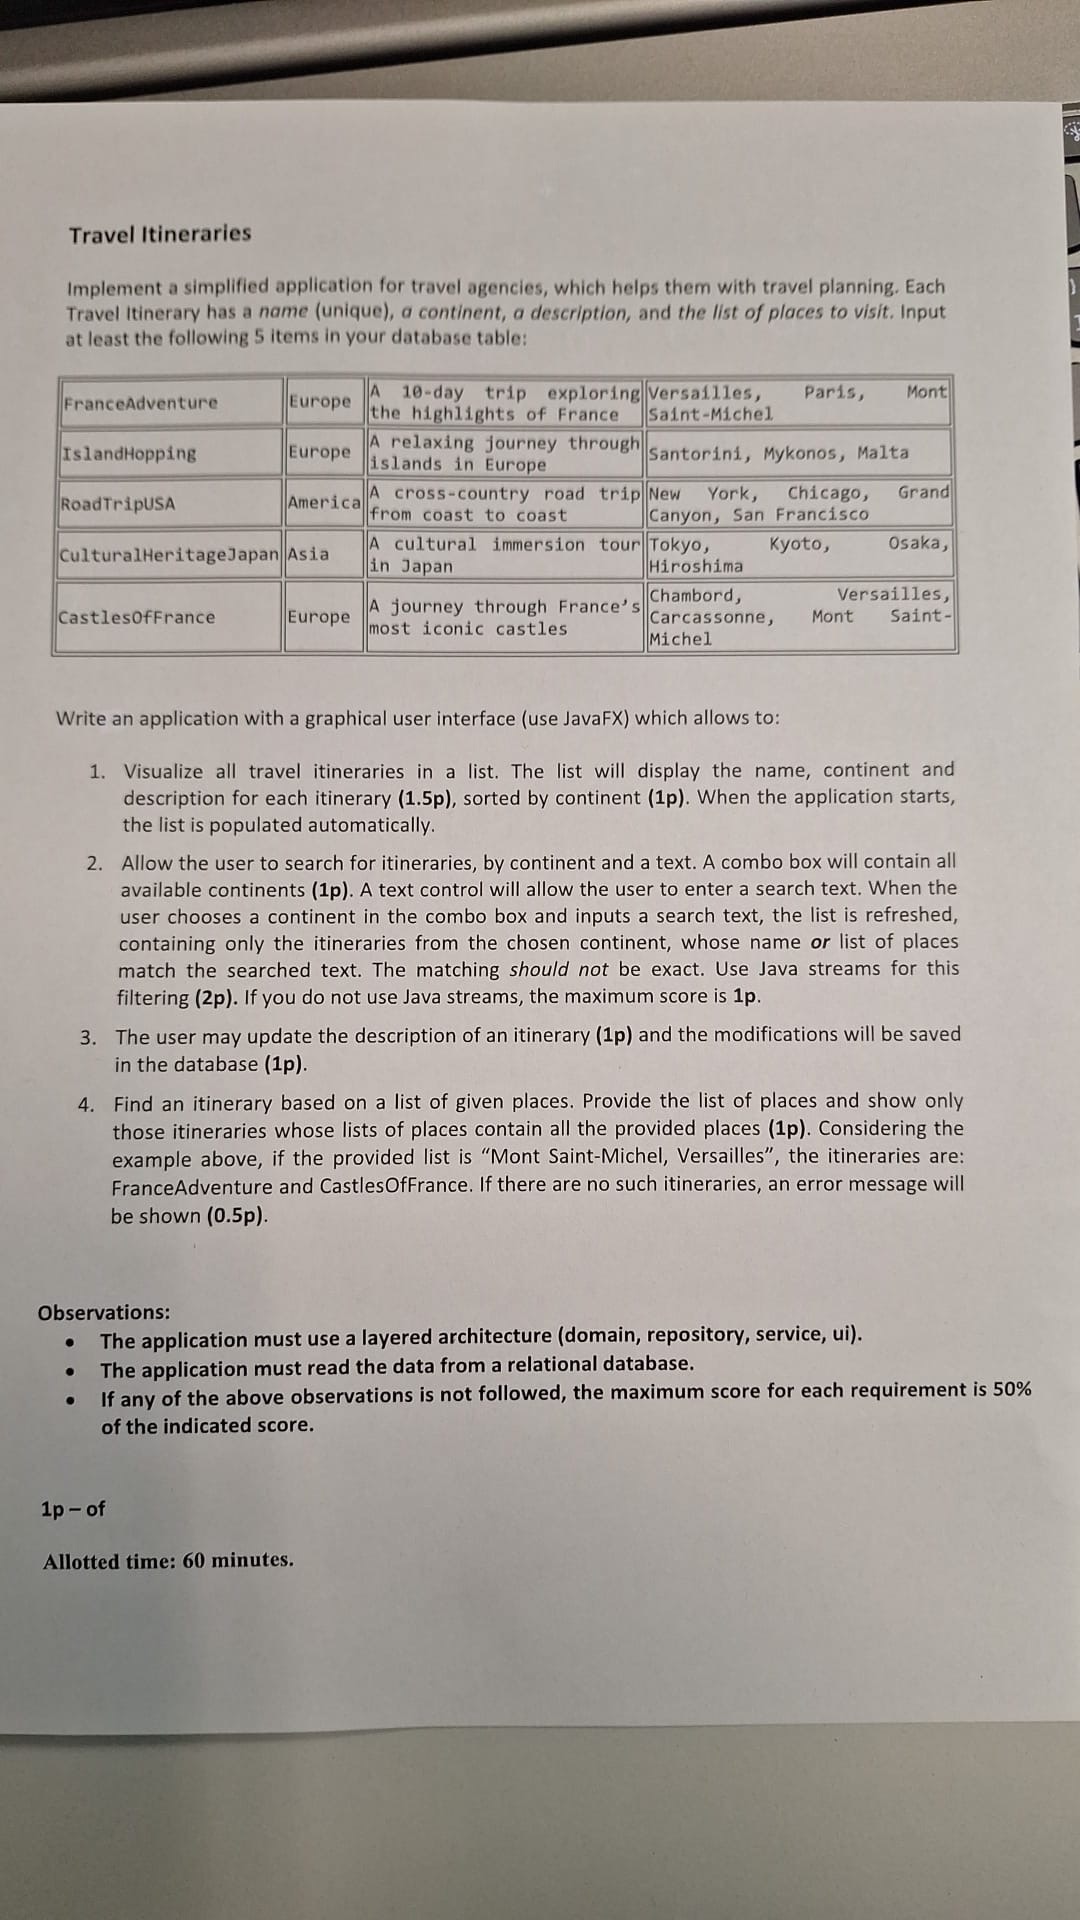 Travel Itineraries
Implement a simplified application for travel agencies, which helps them with travel planning. Each
Travel Itinerary has a name (unique), a continent, a description, and the list of places to visit. Input
at least the following 5 items in your database table:
FranceAdventure Europe A 10-day trip exploring the highlights of France Versailles, Paris, Mont Saint-Michel
IslandHopping Europe A relaxing journey through islands in Europe Santorini, Mykonos, Malta
RoadTripUSA America A cross-country road trip from coast to coast New York, Chicago, Grand Canyon, San Francisco
CulturalHeritageJapan Asia A cultural immersion tour in Japan Tokyo, Kyoto, Osaka, Hiroshima
CastlesOfFrance Europe A journey through France's most iconic castles Chambord, Versailles, Carcassonne, Mont Saint-Michel
Write an application with a graphical user interface (use JavaFX) which allows to:
1. Visualize all travel itineraries in a list. The list will display the name, continent and
description for each itinerary (1.5p), sorted by continent (1p). When the application starts,
the list is populated automatically.
2. Allow the user to search for itineraries, by continent and a text. A combo box will contain all
available continents (1p). A text control will allow the user to enter a search text. When the
user chooses a continent in the combo box and inputs a search text, the list is refreshed,
containing only the itineraries from the chosen continent, whose name or list of places
match the searched text. The matching should not be exact. Use Java streams for this
filtering (2p). If you do not use Java streams, the maximum score is 1p.
3. The user may update the description of an itinerary (1p) and the modifications will be saved
in the database (1p).
4. Find an itinerary based on a list of given places. Provide the list of places and show only
those itineraries whose lists of places contain all the provided places (1p). Considering the
example above, if the provided list is “Mont Saint-Michel, Versailles”, the itineraries are:
FranceAdventure and CastlesOfFrance. If there are no such itineraries, an error message will
be shown (0.5p).
Observations:
• The application must use a layered architecture (domain, repository, service, ui).
• The application must read the data from a relational database.
• If any of the above observations is not followed, the maximum score for each requirement is 50%
of the indicated score.
1p – of
Allotted time: 60 minutes.